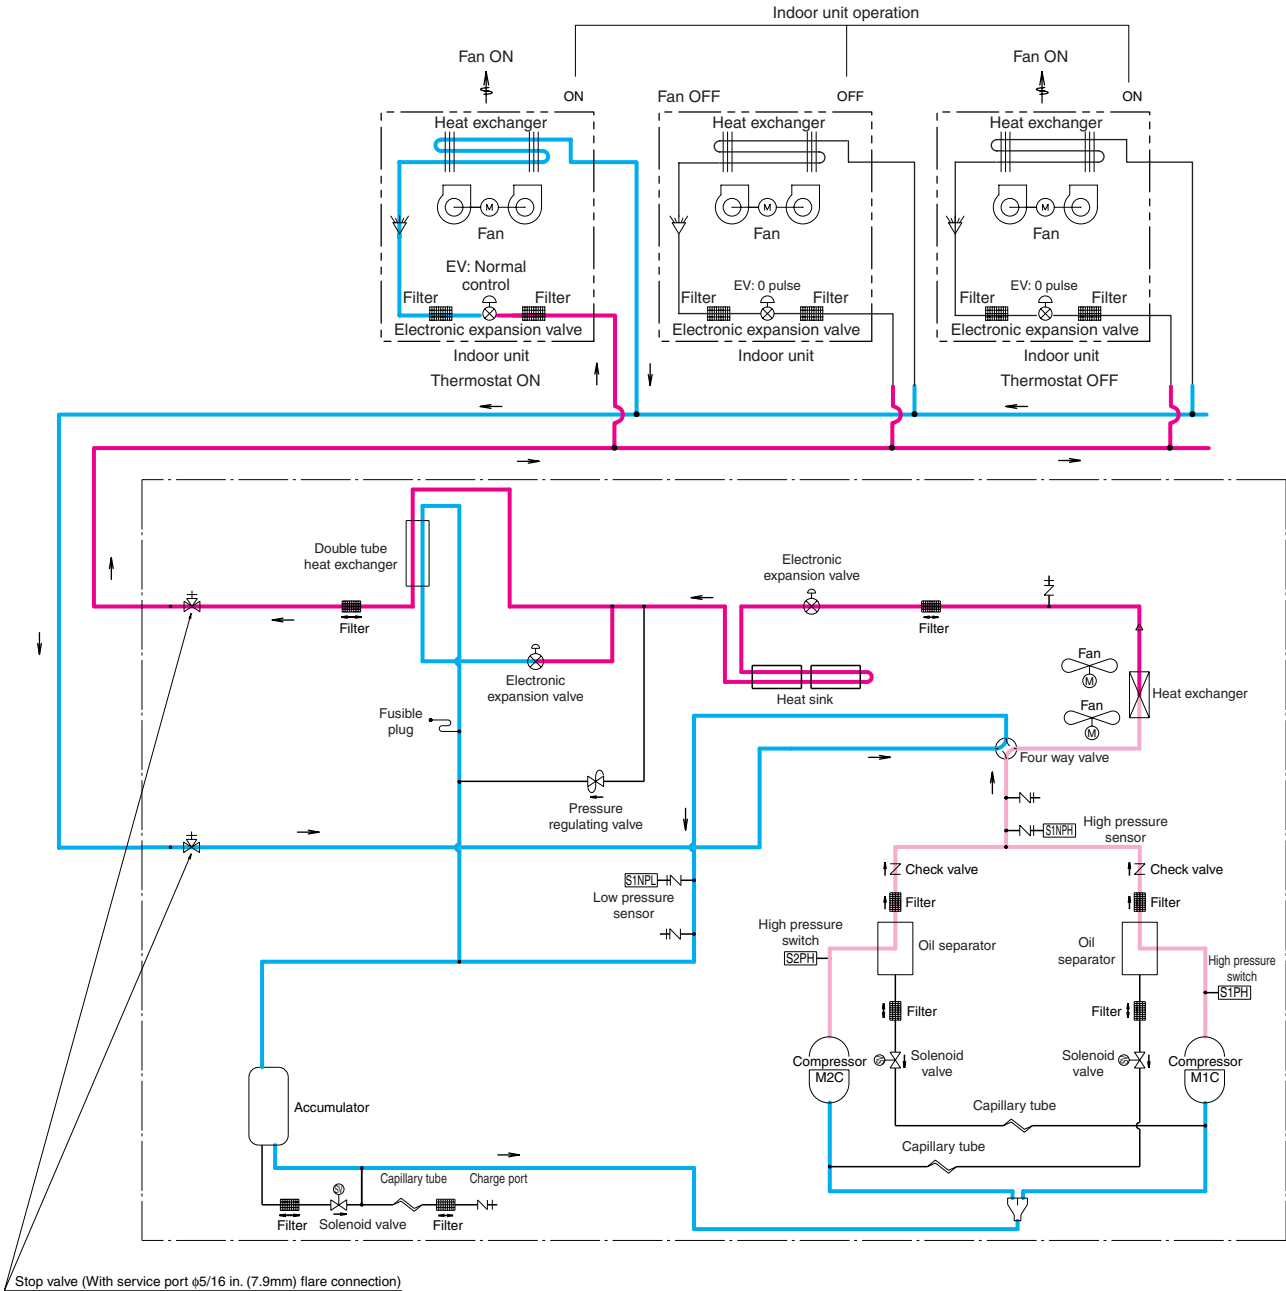 Indoor unit operation
Fan ON
Fan ON
ON
Fan OFF
OFF
ON
Heat exchanger
Heat exchanger
Heat exchanger
M
M
M
Fan
Fan
Fan
EV: Normal
control
EV: 0 pulse
EV: 0 pulse
Filter
Filter
Filter
Filter
Filter
Filter
Electronic expansion valve
Electronic expansion valve
Electronic expansion valve
Indoor unit
Indoor unit
Indoor unit
Thermostat ON
Thermostat OFF
Double tube
heat exchanger
Electronic
expansion valve
Filter
Filter
Fan
M
Electronic
expansion valve
Heat sink
Heat exchanger
Fan
M
Fusible
plug
Four way valve
Pressure
regulating valve
S1NPH
High pressure
sensor
S1NPL
Low pressure
sensor
Check valve
Check valve
Filter
Filter
High pressure
switch
S2PH
Oil separator
Oil
separator
High pressure
switch
S1PH
Filter
Filter
Compressor
M2C
Solenoid
valve
Solenoid
valve
Compressor
M1C
Accumulator
Capillary tube
Capillary tube
SV
Capillary tube
Charge port
Filter
Solenoid valve
Filter
Stop valve (With service port ϕ5/16 in. (7.9mm) flare connection)